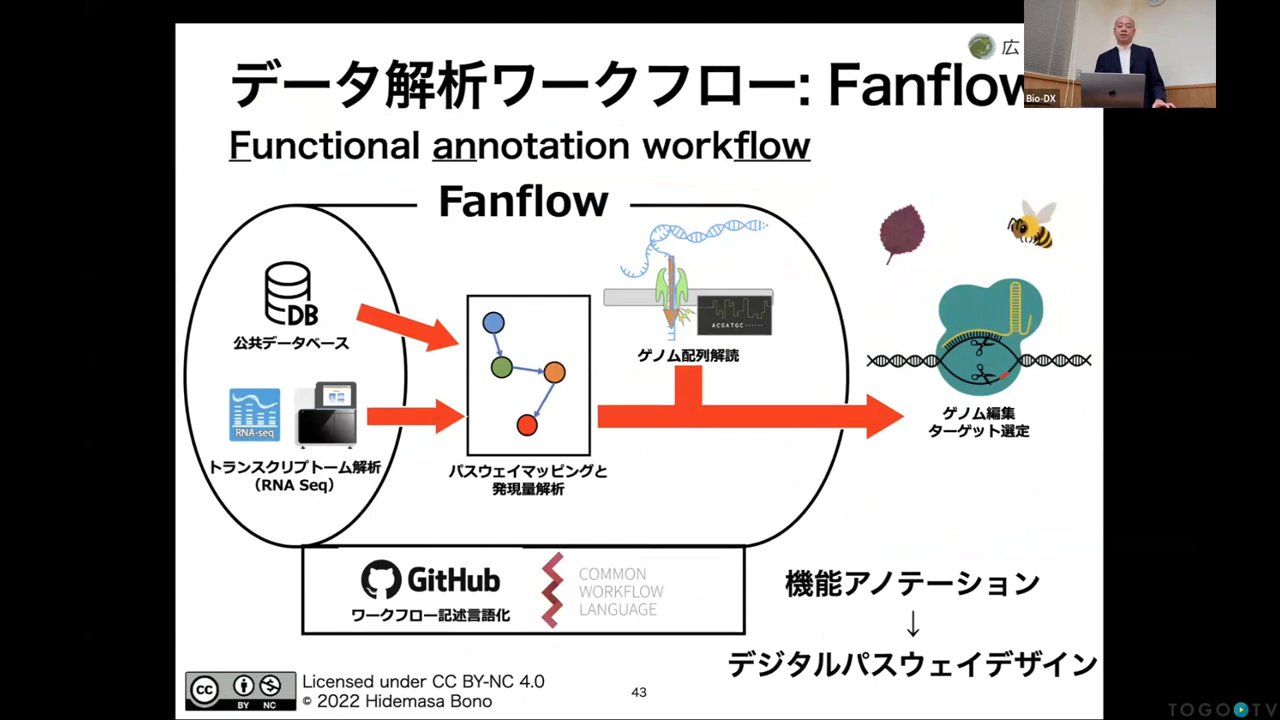 データ解析ワークフロー: Fanflow
広
Bio-DX
Functional annotation workflow
Fanflow
DB
公共データベース
ACGATGC
ゲノム配列解読
RNA-seq
トランスクリプトーム解析
(RNA Seq)
パスウェイマッピングと
発現量解析
ゲノム編集
ターゲット選定
GitHub
ワークフロー記述言語化
COMMON
WORKFLOW
LANGUAGE
機能アノテーション
↓
デジタルパスウェイデザイン
CC
BY NC
Licensed under CC BY-NC 4.0
© 2022 Hidemasa Bono
43
TOGO TV